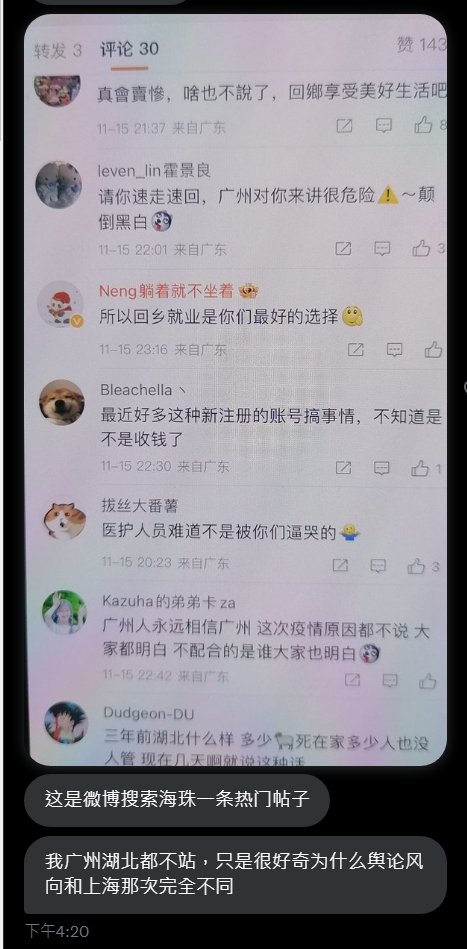 转发 3 评论 30 赞 143
真會賣慘，啥也不說了，回鄉享受美好生活吧
11-15 21:37 来自广东 8
leven_lin霍景良
请你速走速回，广州对你来讲很危险⚠️～颠
倒黑白
11-15 22:01 来自广东 3
Neng躺着就不坐着
所以回乡就业是你们最好的选择
11-15 23:16 来自广东
Bleachella丶
最近好多这种新注册的账号搞事情，不知道是
不是收钱了
11-15 22:30 来自广东 1
拔丝大番薯
医护人员难道不是被你们逼哭的🤷
11-15 20:23 来自广东 3
Kazuha的弟弟卡za
广州人永远相信广州 这次疫情原因都不说 大
家都明白 不配合的是谁大家也明白
11-15 22:42 来自广东
Dudgeon-DU
三年前湖北什么样 多少🐑死在家多少人也没
人管 现在几天啊就说这种话
这是微博搜索海珠一条热门帖子
我广州湖北都不站，只是很好奇为什么舆论风
向和上海那次完全不同
下午4:20